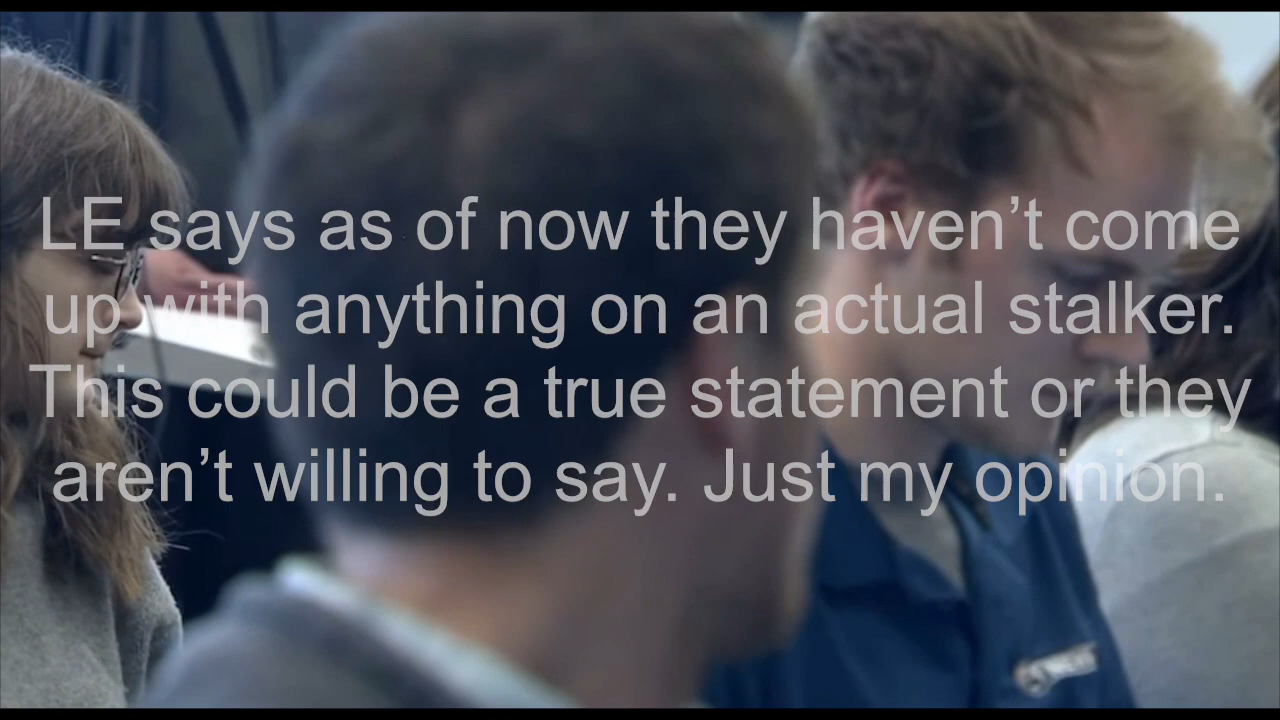 LE says as of now they haven’t come
up with anything on an actual stalker.
This could be a true statement or they
aren’t willing to say. Just my opinion.